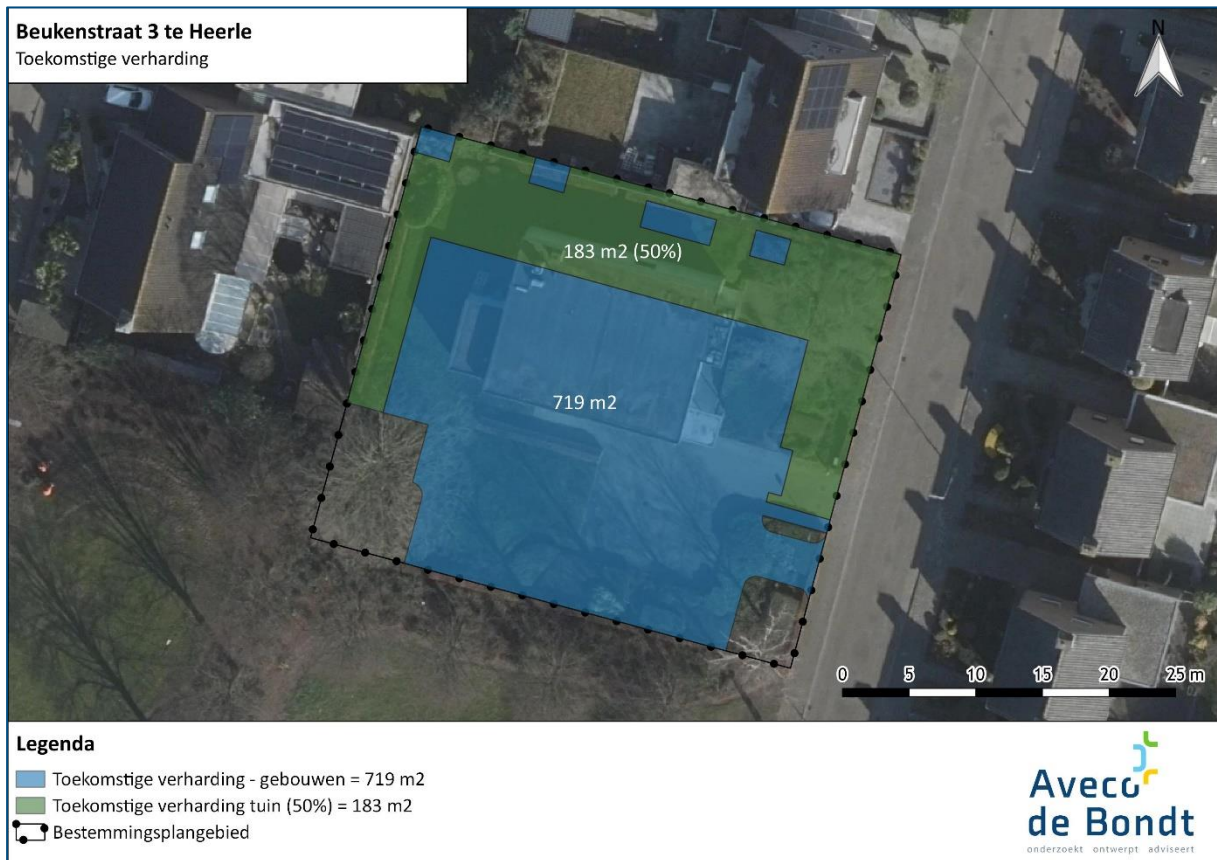 Beukenstraat 3 te Heerle
Toekomstige verharding
N
183 m2 (50%)
719 m2
0 5 10 15 20 25 m
Legenda
Toekomstige verharding - gebouwen = 719 m2
Toekomstige verharding tuin (50%) = 183 m2
Bestemmingsplangebied
Aveco
de Bondt
onderzoekt ontwerpt adviseert